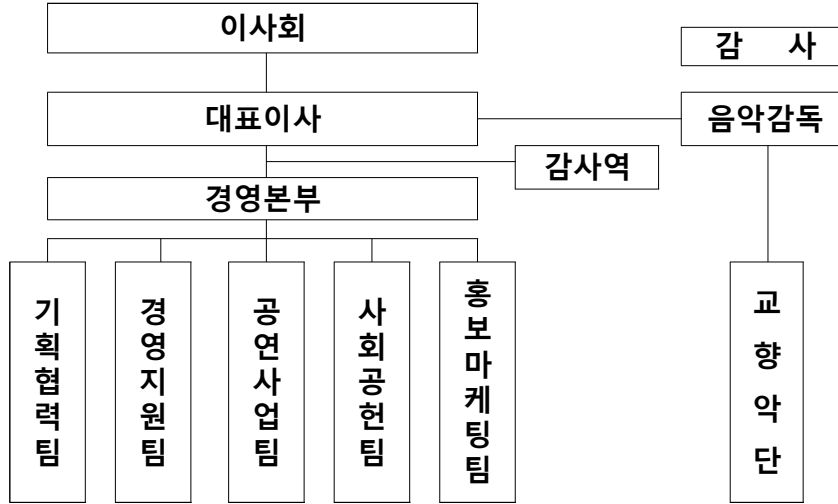 이사회
감 사
대표이사
음악감독
감사역
경영본부
기획협력팀
경영지원팀
공연사업팀
사회공헌팀
홍보마케팅팀
교향악단